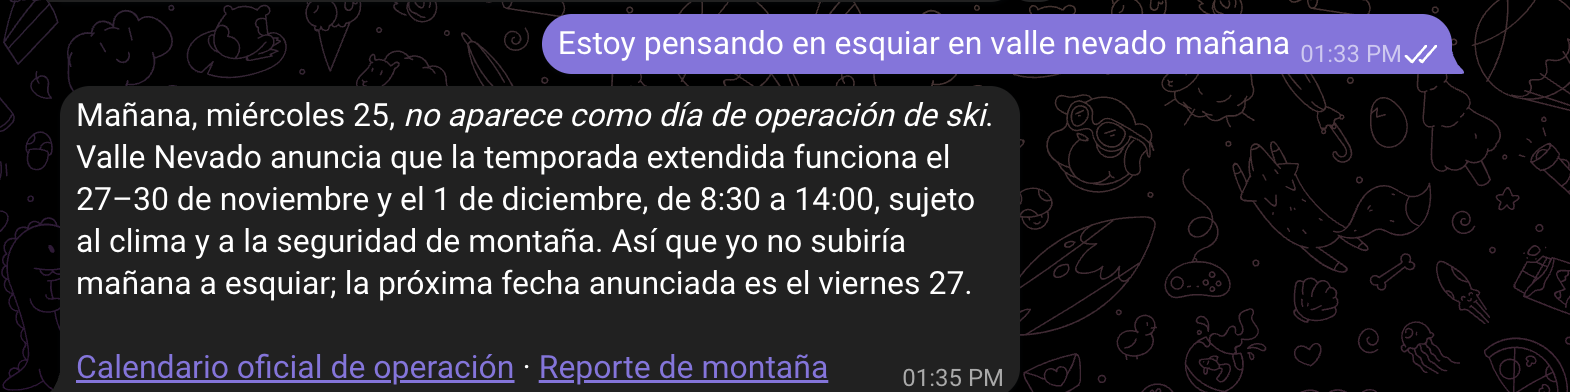 Estoy pensando en esquiar en valle nevado mañana 01:33 PM
Mañana, miércoles 25, no aparece como día de operación de ski.
Valle Nevado anuncia que la temporada extendida funciona el
27–30 de noviembre y el 1 de diciembre, de 8:30 a 14:00, sujeto
al clima y a la seguridad de montaña. Así que yo no subiría
mañana a esquiar; la próxima fecha anunciada es el viernes 27.
Calendario oficial de operación · Reporte de montaña 01:35 PM